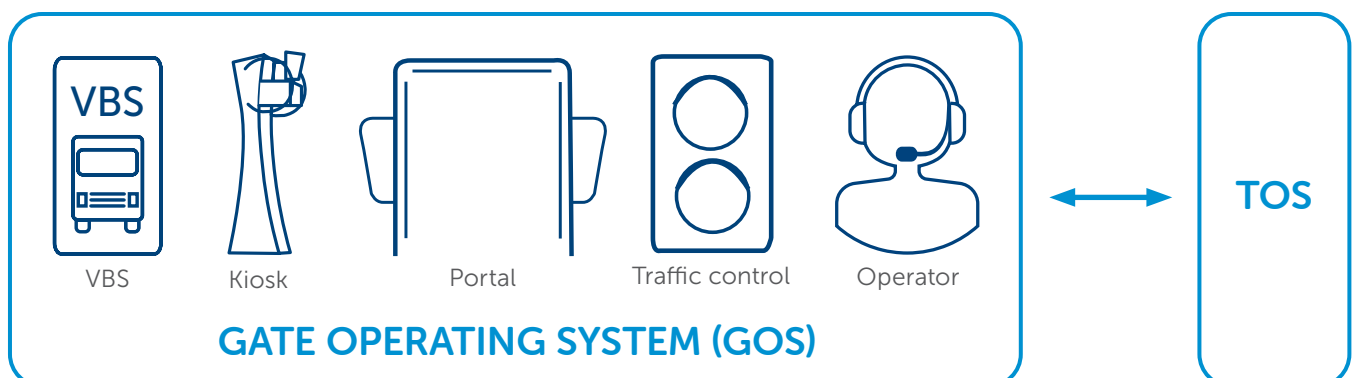 VBS
VBS
Kiosk
Portal
Traffic control
Operator
GATE OPERATING SYSTEM (GOS)
TOS